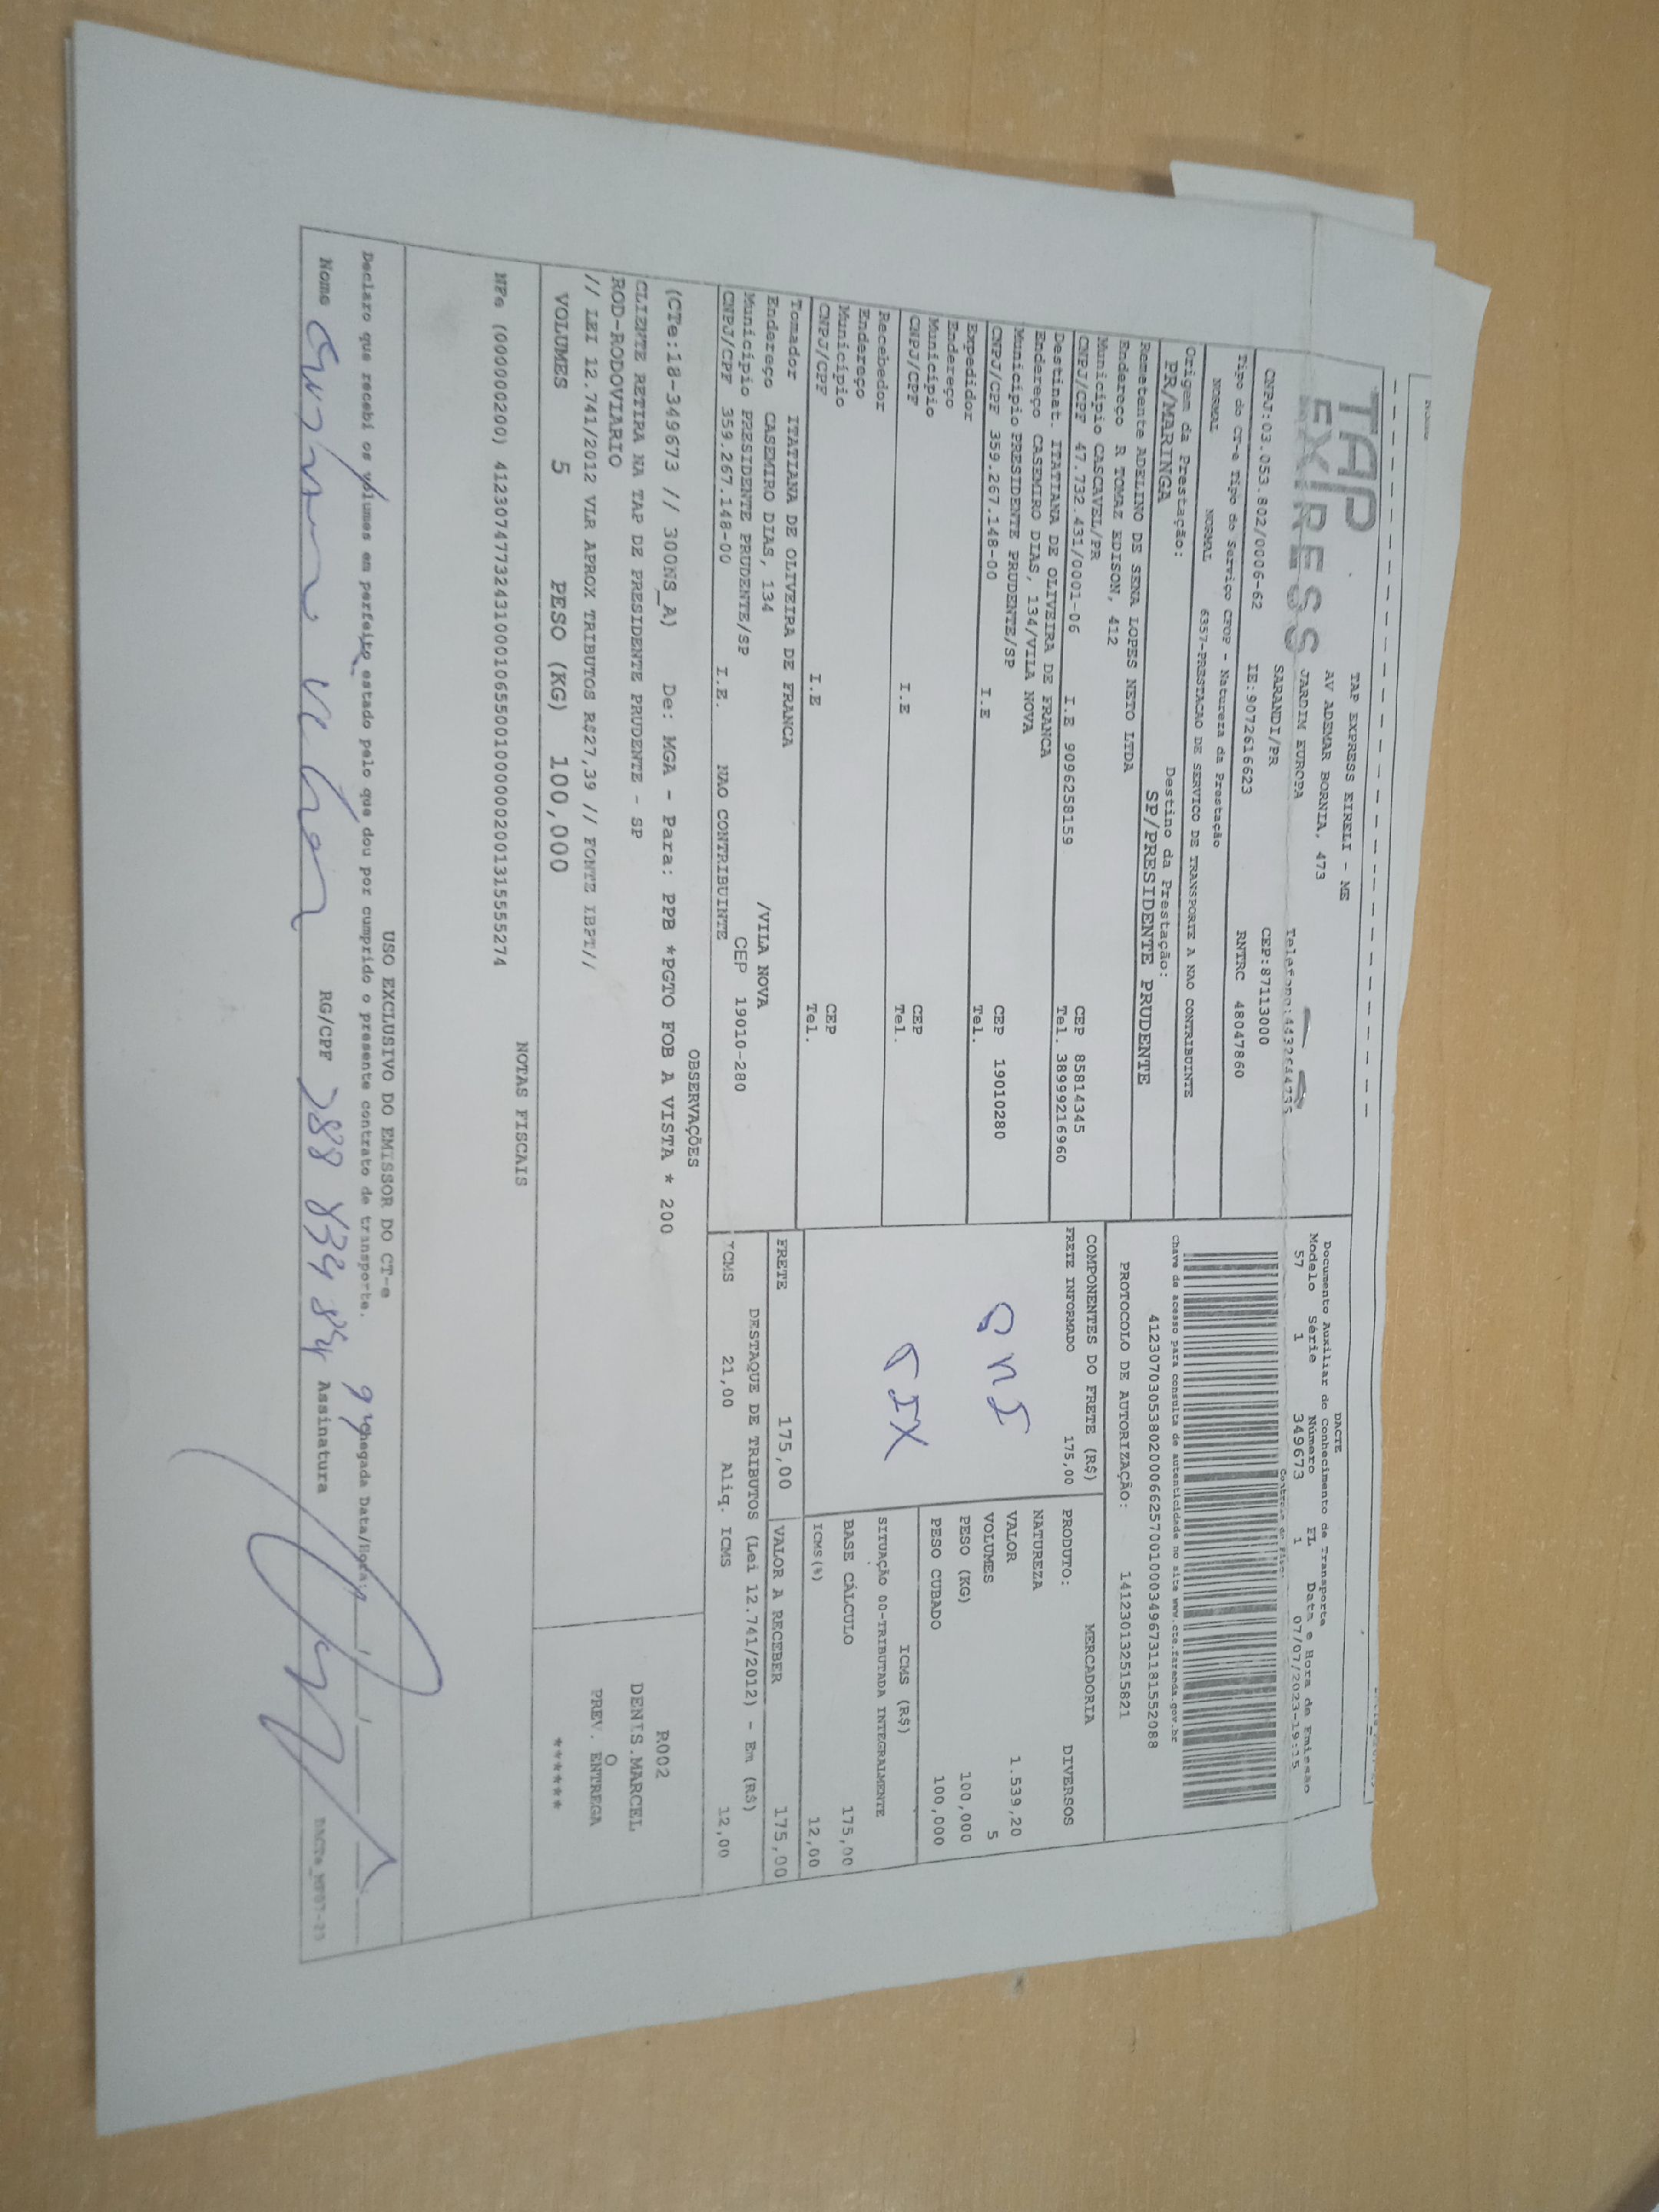 TAP
EXPRESS
TAP EXPRESS EIRELI - ME
AV ADEMAR BORNIA, 473
JARDIM EUROPA
SARANDI/PR
CEP:87113000
CNPJ:03.053.802/0006-62
IE:9072616623
RNTRC 48047860
DACTE
Documento Auxiliar do Conhecimento de Transporte
Modelo Série Número FL Data e Hora de Emissão
57 1 349673 1 07/07/2023-19:15
Tipo do CT-e Tipo do Serviço CFOP - Natureza da Prestação
NORMAL NORMAL 6357-PRESTACAO DE SERVICO DE TRANSPORTE A NAO CONTRIBUINTE
Chave de acesso para consulta de autenticidade no site www.cte.fazenda.gov.br
41230703053802000662570010003496731181552088
PROTOCOLO DE AUTORIZAÇÃO: 141230132515821
Origem da Prestação: Destino da Prestação:
PR/MARINGA SP/PRESIDENTE PRUDENTE
Remetente ADELINO DE SENA LOPES NETO LTDA
Endereço R TOMAZ EDISON, 412
Município CASCAVEL/PR CEP 85814345
CNPJ/CPF 47.732.431/0001-06 I.E 9096258159 Tel. 38999216960
Destinat. ITATIANA DE OLIVEIRA DE FRANCA
Endereço CASEMIRO DIAS, 134/VILA NOVA
Município PRESIDENTE PRUDENTE/SP CEP 19010280
CNPJ/CPF 359.267.148-00 I.E Tel.
Expedidor
Endereço
Município CEP
CNPJ/CPF I.E Tel.
Recebedor
Endereço
Município CEP
CNPJ/CPF I.E Tel.
Tomador ITATIANA DE OLIVEIRA DE FRANCA
Endereço CASEMIRO DIAS, 134 /VILA NOVA
Município PRESIDENTE PRUDENTE/SP CEP 19010-280
CNPJ/CPF 359.267.148-00 I.E. NAO CONTRIBUINTE
COMPONENTES DO FRETE (R$)
FRETE INFORMADO 175,00
PIX
MERCADORIA
PRODUTO: DIVERSOS
NATUREZA
VALOR 1.539,20
VOLUMES 5
PESO (KG) 100,000
PESO CUBADO 100,000
ICMS (R$)
SITUAÇÃO 00-TRIBUTADA INTEGRALMENTE
BASE CÁLCULO 175,00
ICMS(%) 12,00
FRETE 175,00 VALOR A RECEBER 175,00
DESTAQUE DE TRIBUTOS (Lei 12.741/2012) - Em (R$)
ICMS 21,00 Aliq. ICMS 12,00
OBSERVAÇÕES
(CTe:18-349673 // 300NS_A) De: MGA - Para: PPB *PGTO FOB A VISTA * 200
CLIENTE RETIRA NA TAP DE PRESIDENTE PRUDENTE - SP
ROD-RODOVIARIO
// LEI 12.741/2012 VLR APROX TRIBUTOS R$27,39 // FONTE IBPT//
VOLUMES 5 PESO (KG) 100,000
R002
DENIS.MARCEL
O
PREV. ENTREGA
******
NOTAS FISCAIS
NFe (000000200) 41230747732431000106550010000002001315555274
USO EXCLUSIVO DO EMISSOR DO CT-e
Declaro que recebi os volumes em perfeito estado pelo que dou por cumprido o presente contrato de transporte. Chegada Data/Hora:
Nome RG/CPF Assinatura